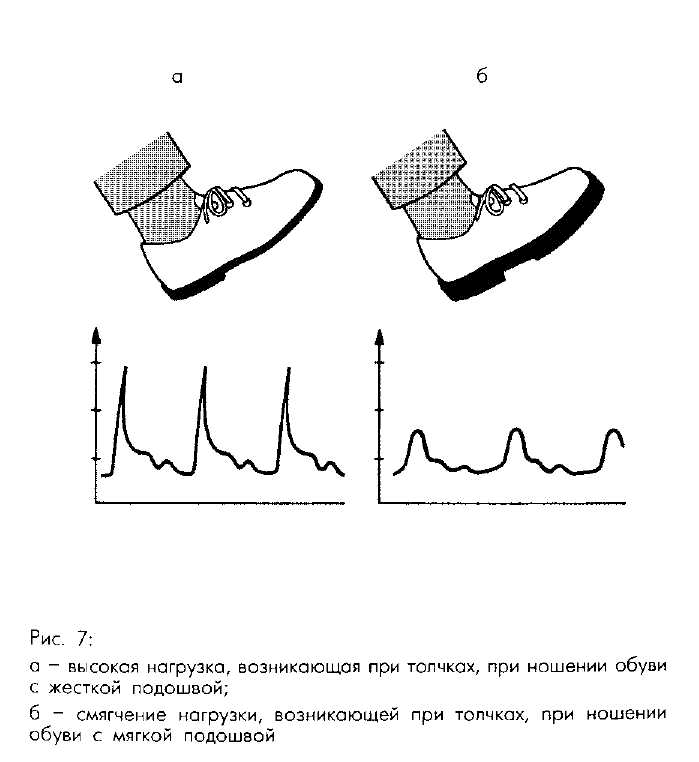 а
б
Рис. 7:
а – высокая нагрузка, возникающая при толчках, при ношении обуви
с жесткой подошвой;
б – смягчение нагрузки, возникающей при толчках, при ношении
обуви с мягкой подошвой